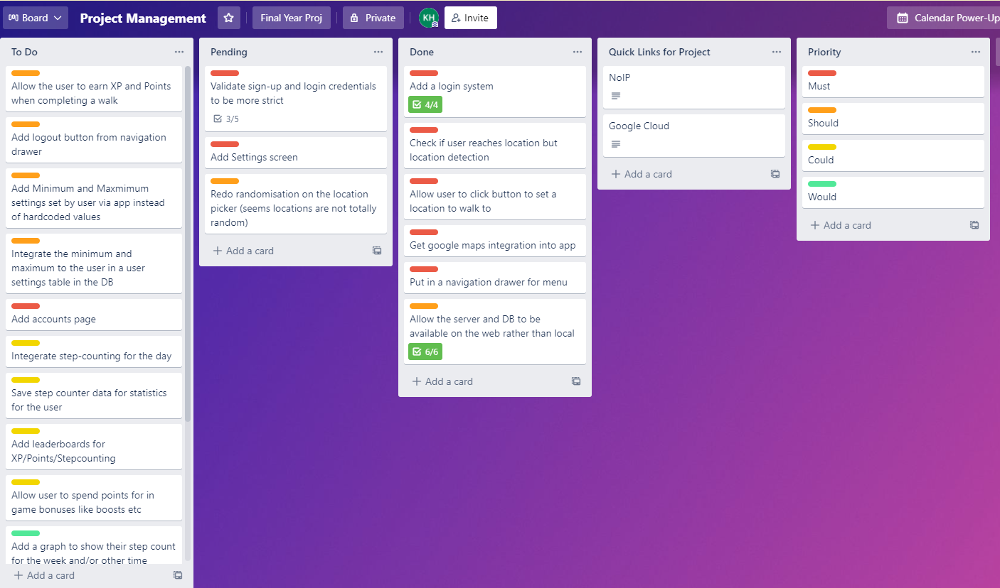 Board
Project Management
Final Year Proj
Private
KH
Invite
Calendar Power-Up
To Do
Allow the user to earn XP and Points
when completing a walk
Add logout button from navigation
drawer
Add Minimum and Maxmimum
settings set by user via app instead
of hardcoded values
Integrate the minimum and
maximum to the user in a user
settings table in the DB
Add accounts page
Integerate step-counting for the day
Save step counter data for statistics
for the user
Add leaderboards for
XP/Points/Stepcounting
Allow user to spend points for in
game bonuses like boosts etc
Add a graph to show their step count
for the week and/or other time
+ Add a card
Pending
Validate sign-up and login credentials
to be more strict
3/5
Add Settings screen
Redo randomisation on the location
picker (seems locations are not totally
random)
+ Add a card
Done
Add a login system
4/4
Check if user reaches location but
location detection
Allow user to click button to set a
location to walk to
Get google maps integration into app
Put in a navigation drawer for menu
Allow the server and DB to be
available on the web rather than local
6/6
+ Add a card
Quick Links for Project
NoIP
Google Cloud
+ Add a card
Priority
Must
Should
Could
Would
+ Add a card